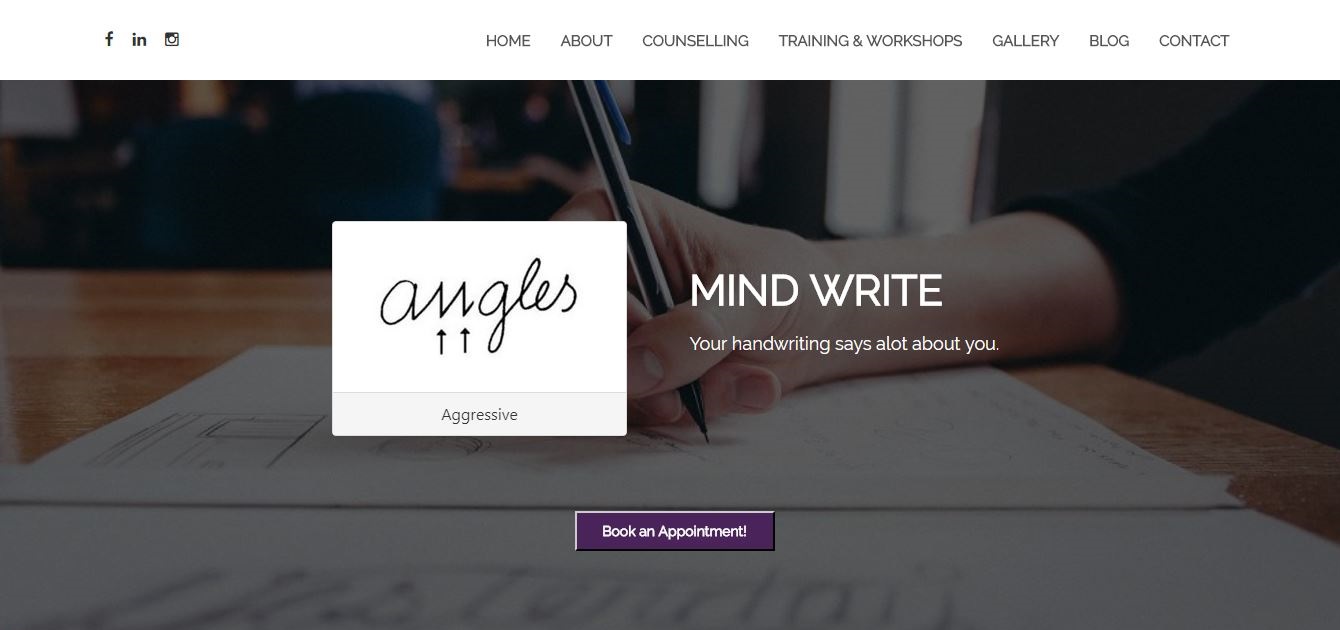 HOME ABOUT COUNSELLING TRAINING & WORKSHOPS GALLERY BLOG CONTACT
angles
Aggressive
MIND WRITE
Your handwriting says alot about you.
Book an Appointment!